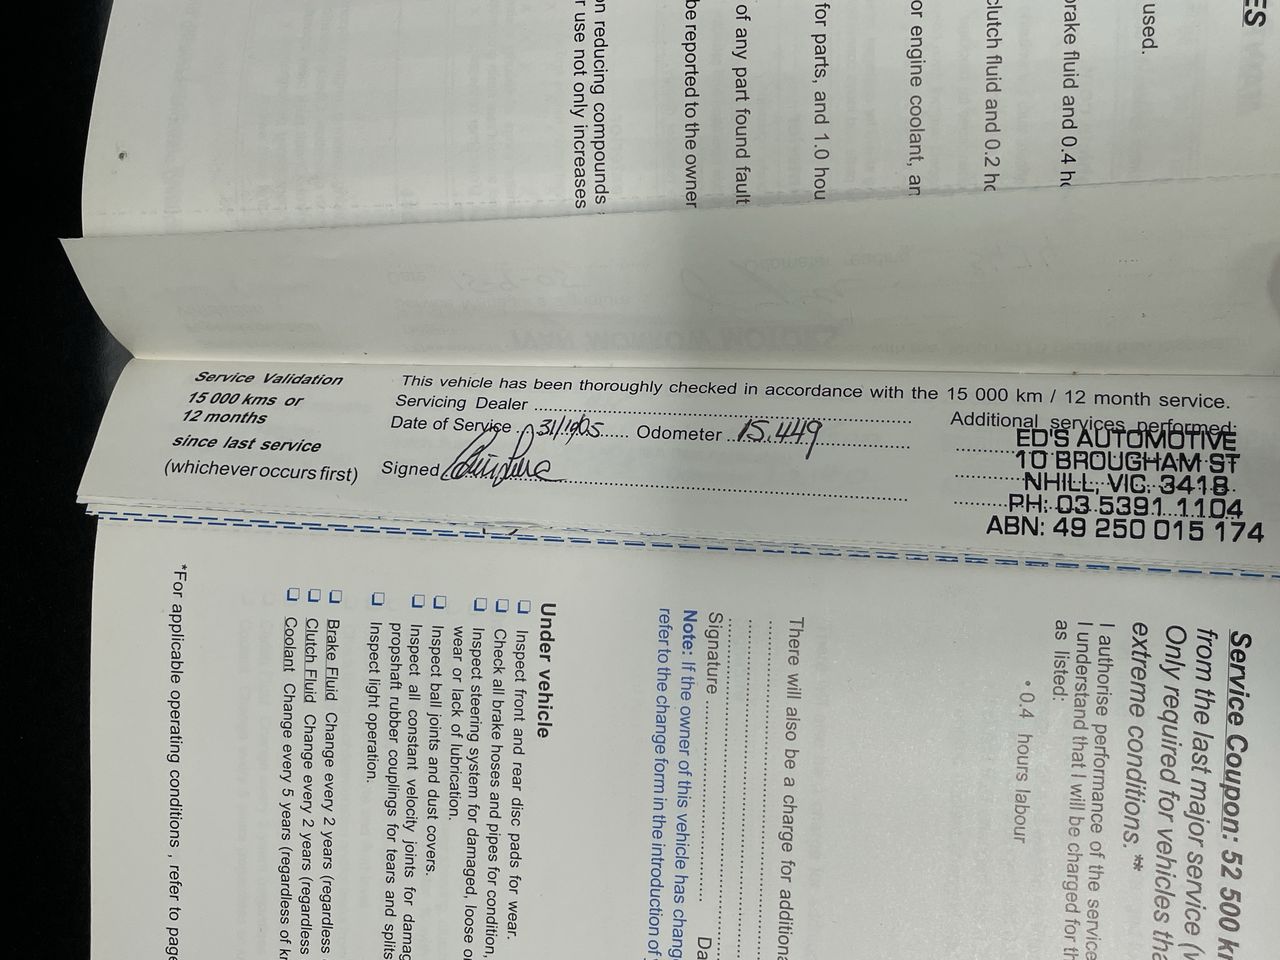 ES
used.
brake fluid and 0.4
clutch fluid and 0.2
or engine coolant,
for parts, and 1.0 hou
of any part found fault
be reported to the owner
on reducing compounds
r use not only increases
Service Validation
15 000 kms or
12 months
since last service
(whichever occurs first)
This vehicle has been thoroughly checked in accordance with the 15 000 km / 12 month service.
Servicing Dealer
Date of Service Odometer 15.449
Signed
Additional services performed:
ED'S AUTOMOTIVE
10 BROUGHAM ST
NHILL, VIC. 3418
PH: 03 5391 1104
ABN: 49 250 015 174
Service Coupon: 52 500 k
from the last major service (
Only required for vehicles tha
extreme conditions. **
I authorise performance of the service
I understand that I will be charged for th
as listed:
• 0.4 hours labour
There will also be a charge for additiona
Signature Da
Note: If the owner of this vehicle has chang
refer to the change form in the introduction of
Under vehicle
Inspect front and rear disc pads for wear.
Check all brake hoses and pipes for condition,
Inspect steering system for damaged, loose o
wear or lack of lubrication.
Inspect ball joints and dust covers.
Inspect all constant velocity joints for damag
propshaft rubber couplings for tears and splits
Inspect light operation.
Brake Fluid Change every 2 years (regardless
Clutch Fluid Change every 2 years (regardless
Coolant Change every 5 years (regardless of k
*For applicable operating conditions , refer to page